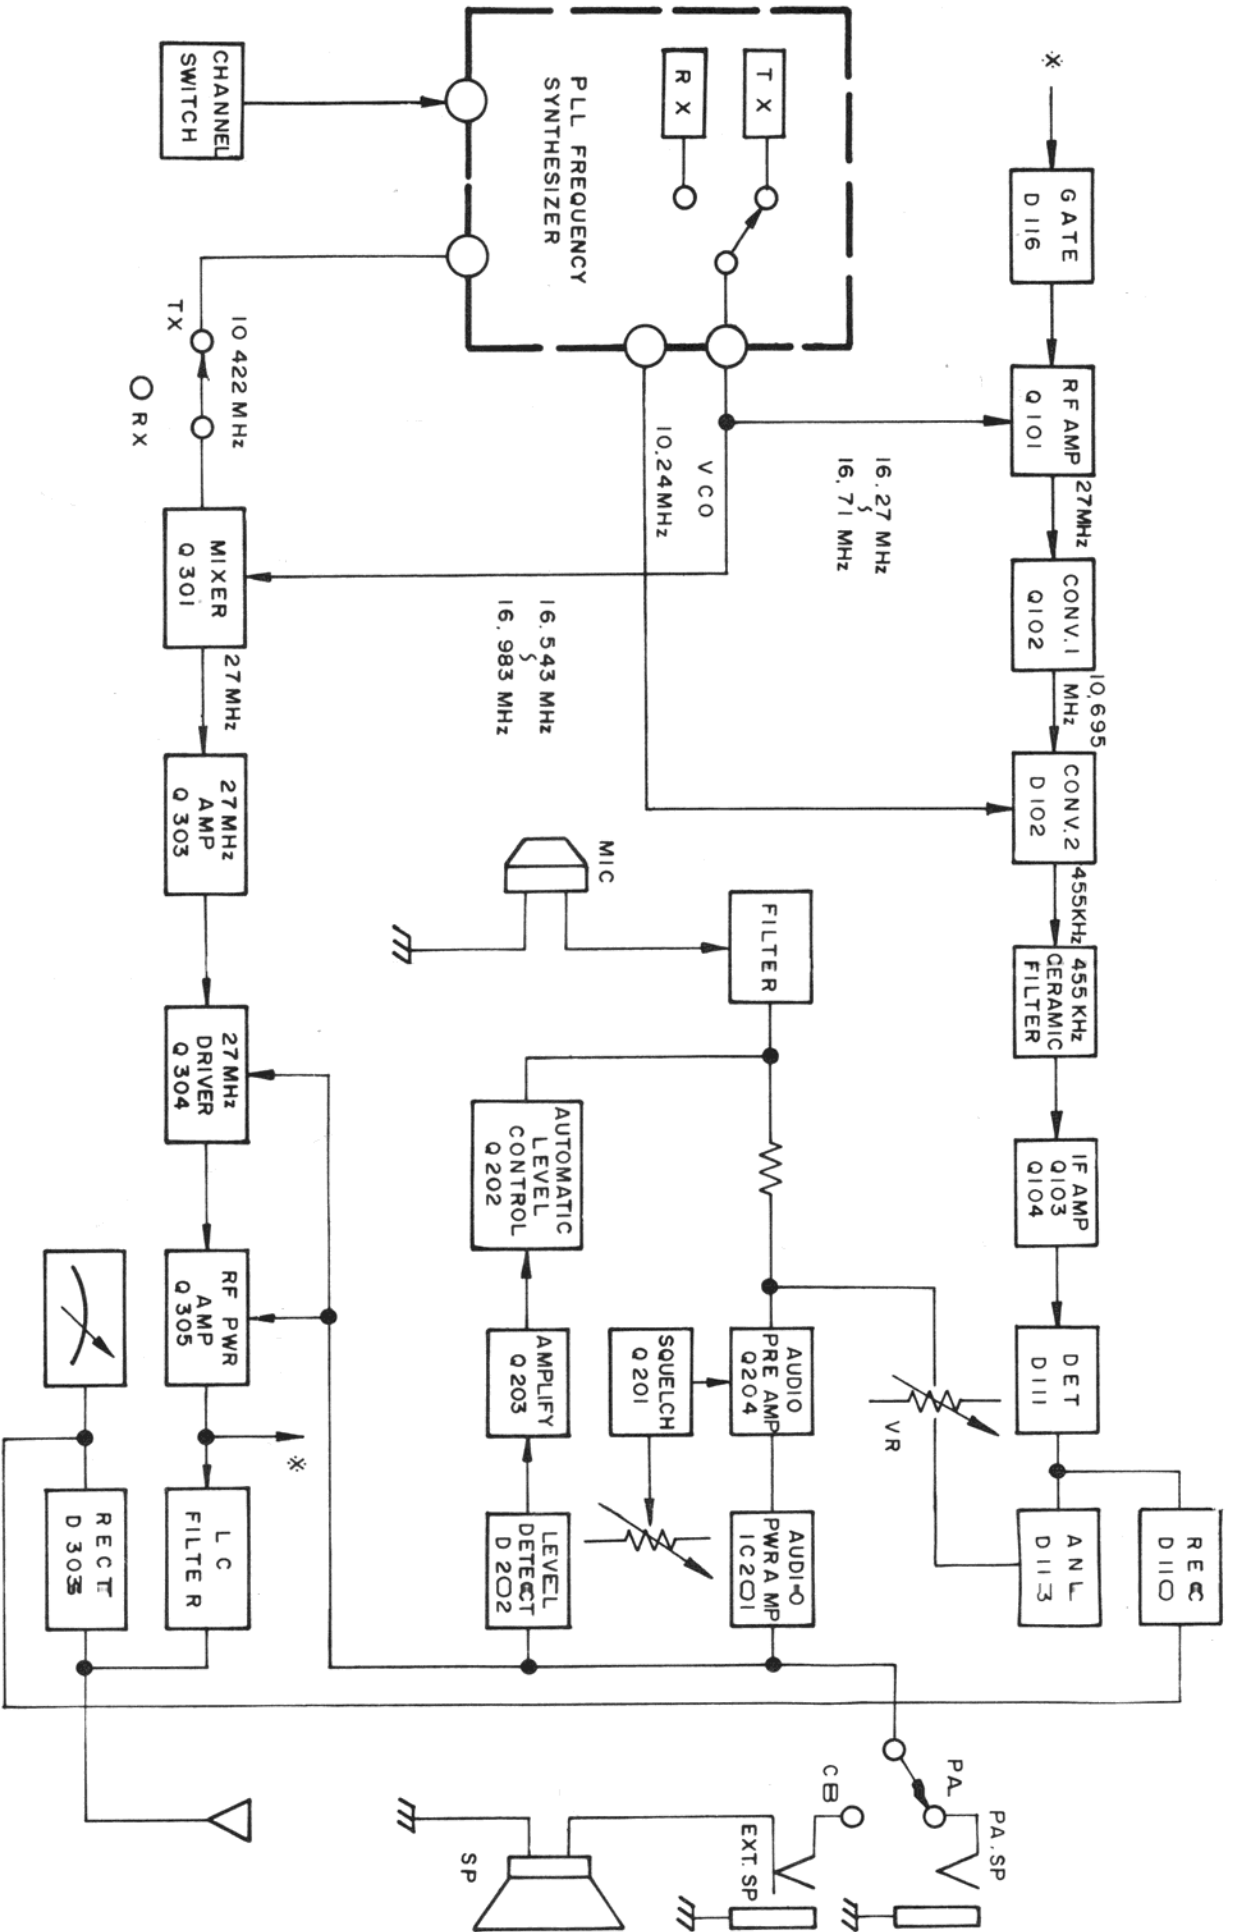 ※
GATE
D116
RF AMP
Q101
27MHz
CONV.1
Q102
10,695
MHz
CONV.2
D102
455KHz
455KHz
CERAMIC
FILTER
IF AMP
Q103
Q104
DET
D111
ANL
D113
REC
D110
TX
RX
PLL FREQUENCY
SYNTHESIZER
16.27 MHz
∫
16,71 MHz
VCO
10,24MHz
16.543 MHz
∫
16,983 MHz
CHANNEL
SWITCH
10 422 MHz
TX
RX
MIXER
Q301
27MHz
27MHz
AMP
Q303
27MHz
DRIVER
Q304
RF PWR
AMP
Q305
※
LC
FILTER
RECT
MIC
FILTER
AUTOMATIC
LEVEL
CONTROL
Q202
AMPLIFY
Q203
LEVEL
DETECT
D202
SQUELCH
Q201
AUDIO
PRE AMP
Q204
AUDIO
PWR AMP
IC201
VR
PA
PA.SP
CB
EXT. SP
SP